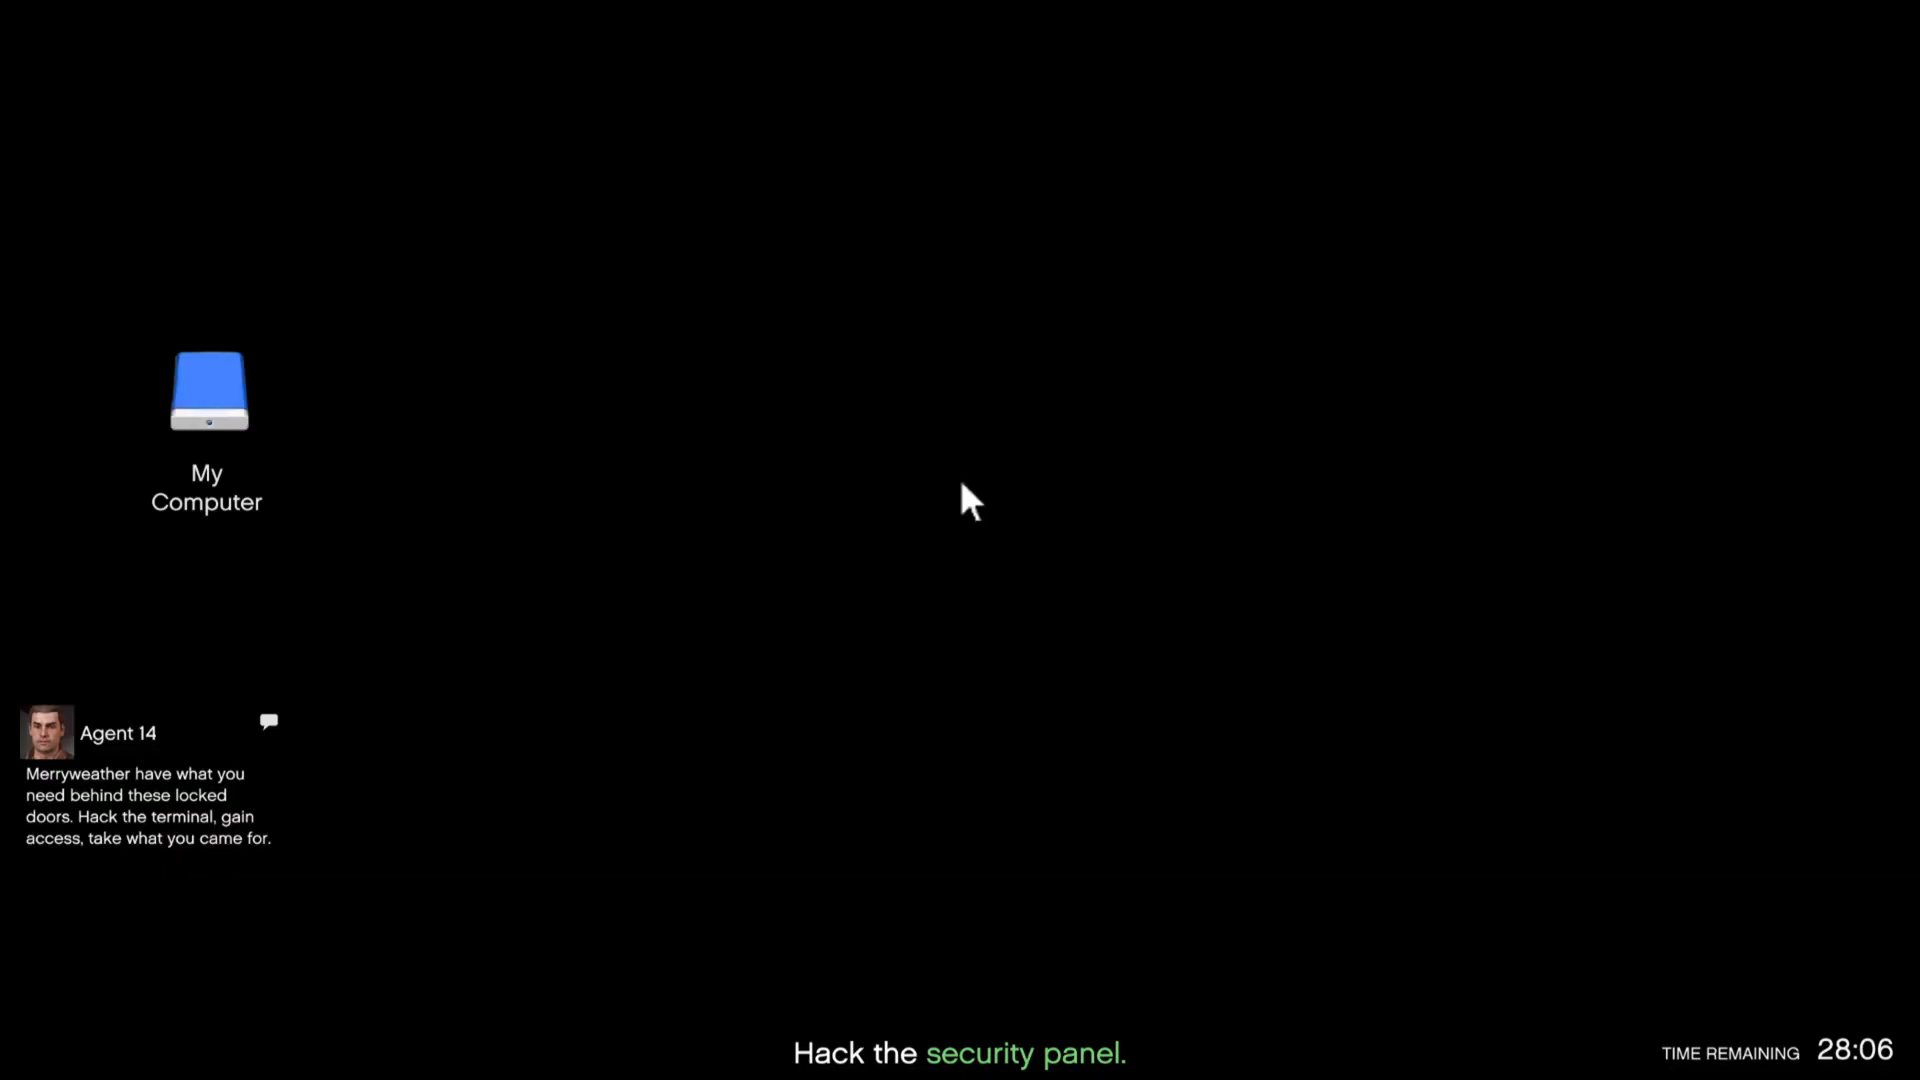 My
Computer
Agent 14
Merryweather have what you
need behind these locked
doors. Hack the terminal, gain
access, take what you came for.
Hack the security panel.
TIME REMAINING 28:06